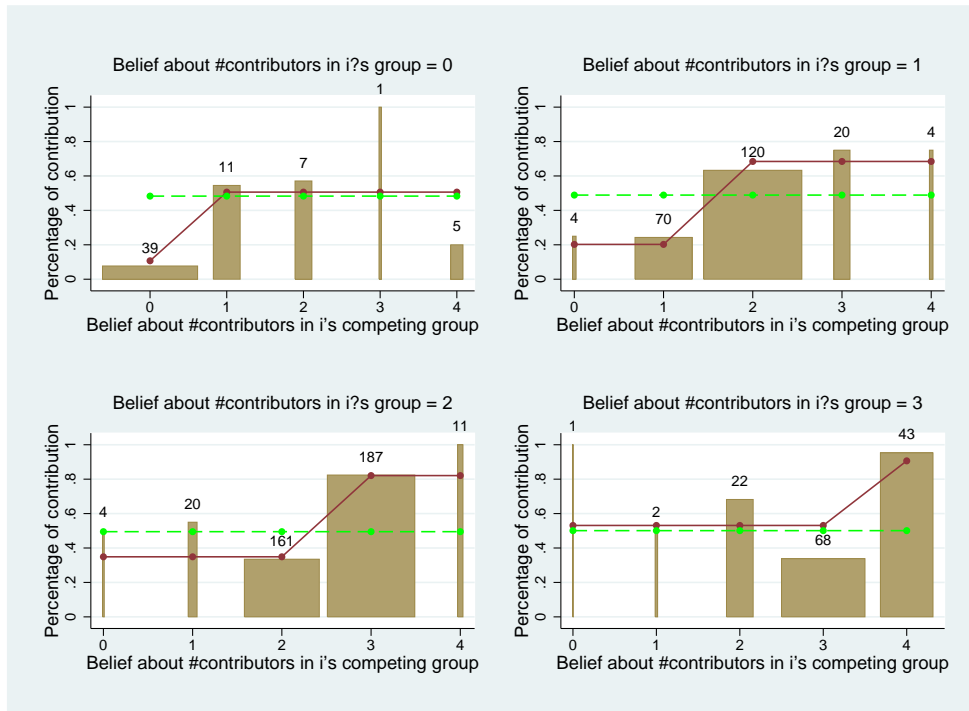 Belief about #contributors in i?s group = 0
Percentage of contribution
0 .2 .4 .6 .8 1
39 11 7 1 5
0 1 2 3 4
Belief about #contributors in i's competing group
Belief about #contributors in i?s group = 1
Percentage of contribution
0 .2 .4 .6 .8 1
4 70 120 20 4
0 1 2 3 4
Belief about #contributors in i's competing group
Belief about #contributors in i?s group = 2
Percentage of contribution
0 .2 .4 .6 .8 1
4 20 161 187 11
0 1 2 3 4
Belief about #contributors in i's competing group
Belief about #contributors in i?s group = 3
Percentage of contribution
0 .2 .4 .6 .8 1
1 2 22 68 43
0 1 2 3 4
Belief about #contributors in i's competing group